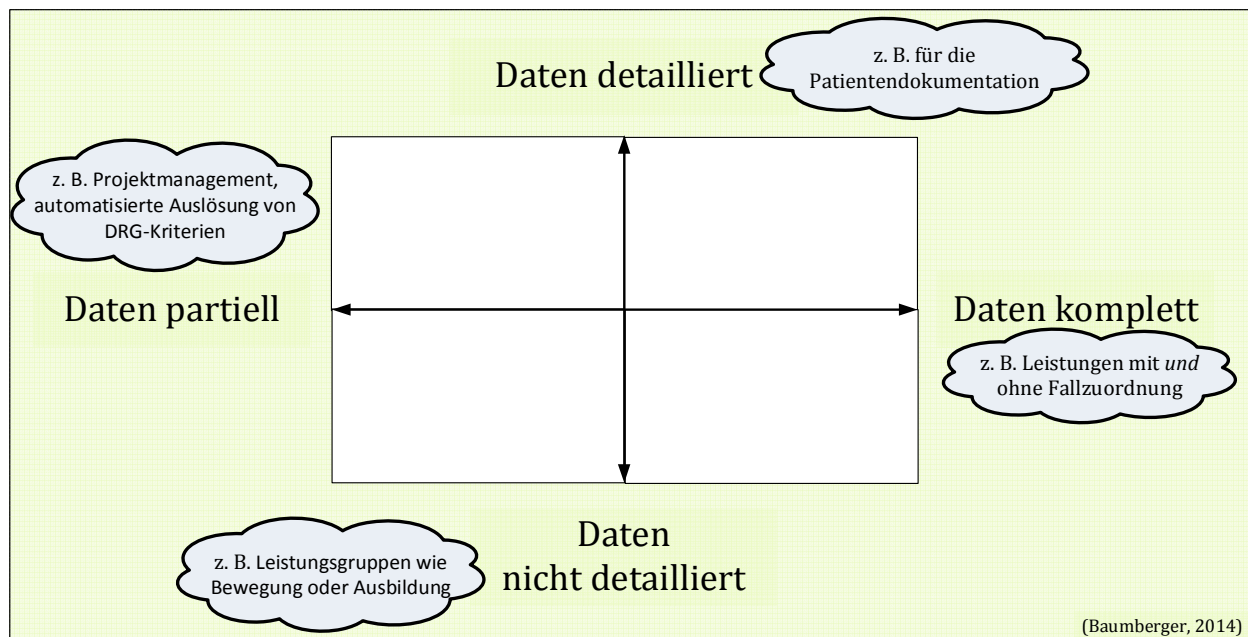 Daten detailliert
z. B. für die
Patientendokumentation
z. B. Projektmanagement,
automatisierte Auslösung von
DRG-Kriterien
Daten partiell
Daten komplett
z. B. Leistungen mit und
ohne Fallzuordnung
z. B. Leistungsgruppen wie
Bewegung oder Ausbildung
Daten
nicht detailliert
(Baumberger, 2014)